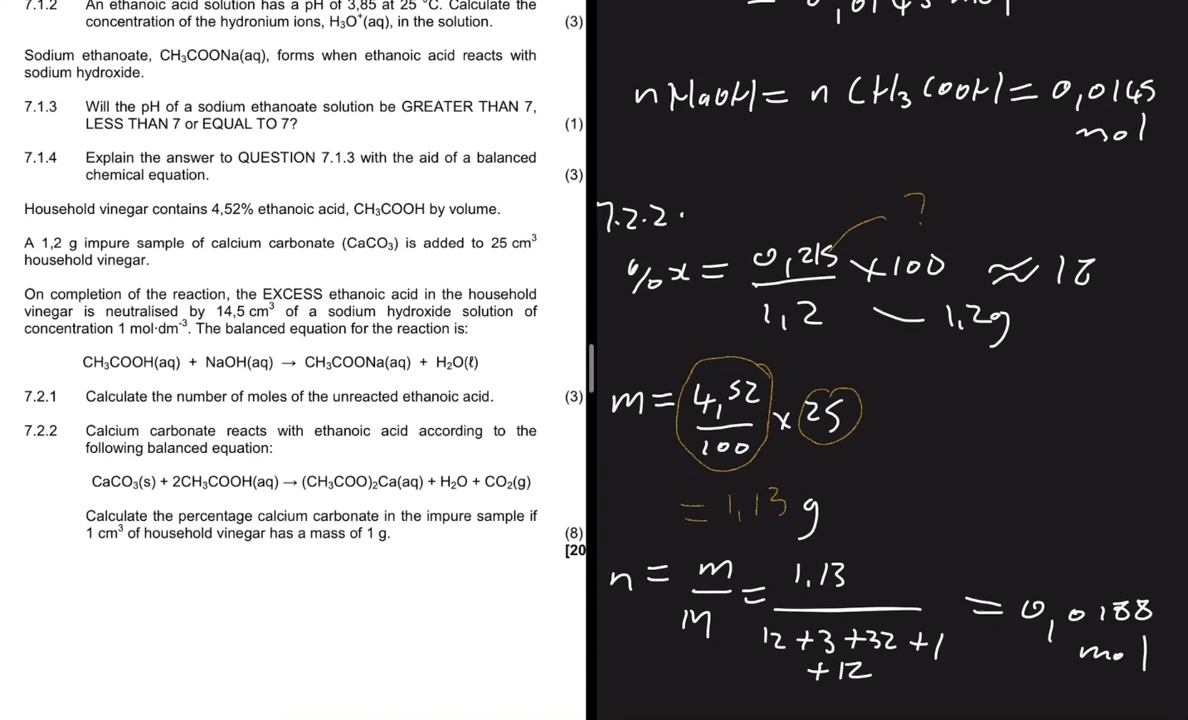 7.1.2 An ethanoic acid solution has a pH of 3,85 at 25 °C. Calculate the
concentration of the hydronium ions, H₃O⁺(aq), in the solution. (3)
Sodium ethanoate, CH₃COONa(aq), forms when ethanoic acid reacts with
sodium hydroxide.
7.1.3 Will the pH of a sodium ethanoate solution be GREATER THAN 7,
LESS THAN 7 or EQUAL TO 7? (1)
7.1.4 Explain the answer to QUESTION 7.1.3 with the aid of a balanced
chemical equation. (3)
Household vinegar contains 4,52% ethanoic acid, CH₃COOH by volume.
A 1,2 g impure sample of calcium carbonate (CaCO₃) is added to 25 cm³
household vinegar.
On completion of the reaction, the EXCESS ethanoic acid in the household
vinegar is neutralised by 14,5 cm³ of a sodium hydroxide solution of
concentration 1 mol·dm⁻³. The balanced equation for the reaction is:
CH₃COOH(aq) + NaOH(aq) → CH₃COONa(aq) + H₂O(ℓ)
7.2.1 Calculate the number of moles of the unreacted ethanoic acid. (3)
7.2.2 Calcium carbonate reacts with ethanoic acid according to the
following balanced equation:
CaCO₃(s) + 2CH₃COOH(aq) → (CH₃COO)₂Ca(aq) + H₂O + CO₂(g)
Calculate the percentage calcium carbonate in the impure sample if
1 cm³ of household vinegar has a mass of 1 g. (8)
[20
= 0,0145 mol
n NaOH = n CH₃COOH = 0,0145
mol
7.2.2.
?
% x = 0,215 / 1,2 × 100 ≈ 18
1,2g
m = 4,52 / 100 × 25
= 1,13 g
n = m / M = 1,13 / 12 + 3 + 32 + 1 + 12 = 0,0188
mol